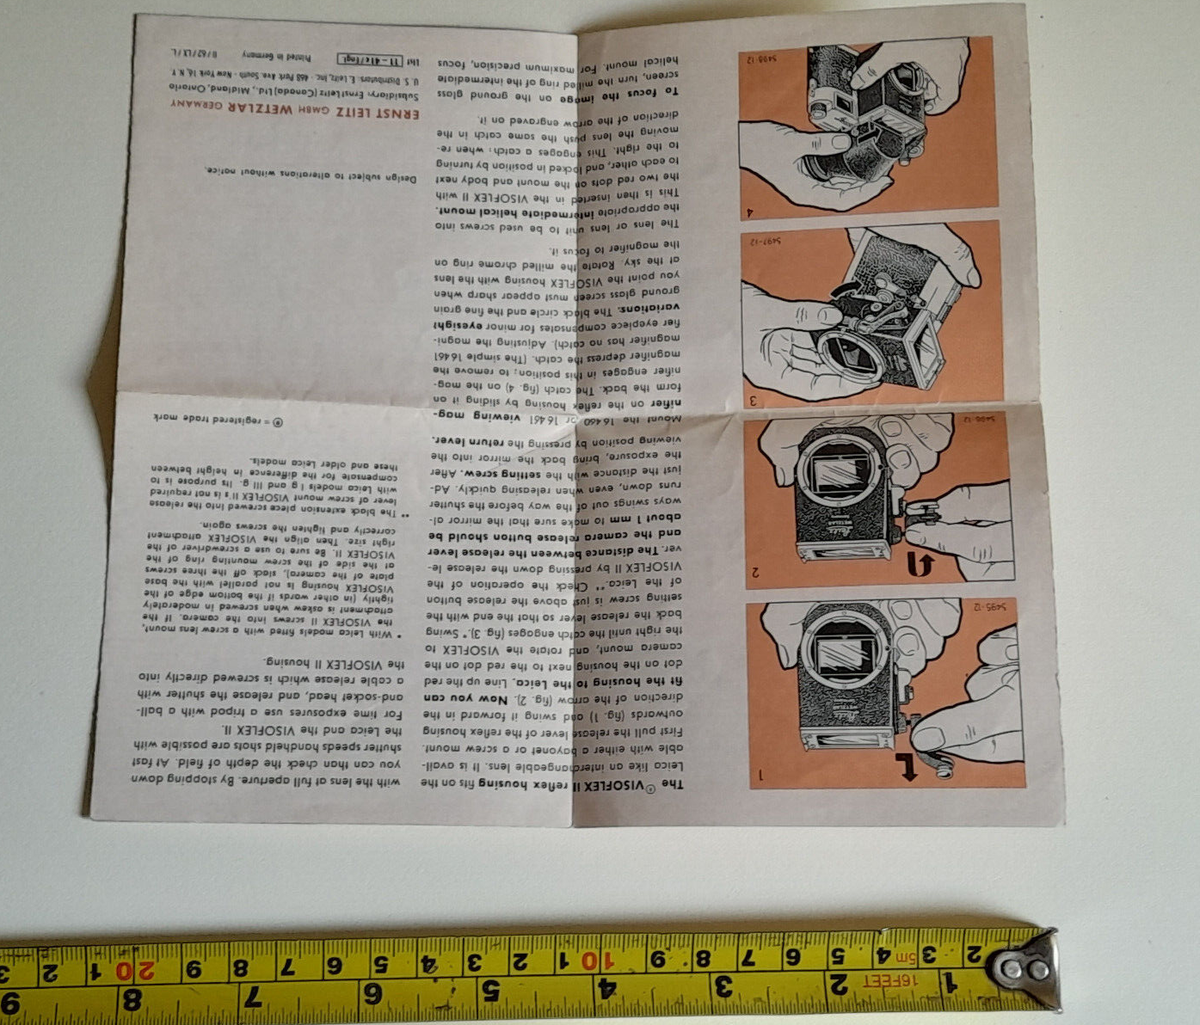 1
5495-12
2
5496-12
3
5497-12
4
5498-12
The ® VISOFLEX II reflex housing fits on the
Leica like an interchangeable lens. It is avail-
able with either a bayonet or a screw mount.
First pull the release lever of the reflex housing
outwards (fig. 1) and swing it forward in the
direction of the arrow (fig. 2). Now you can
fit the housing to the Leica. Line up the red
dot on the housing next to the red dot on the
camera mount, and rotate the VISOFLEX to
the right until the catch engages (fig. 3).* Swing
back the release lever so that the end with the
setting screw is just above the release button
of the Leica.** Check the operation of the
VISOFLEX II by pressing down the release le-
ver. The distance between the release lever
and the camera release button should be
about 1 mm to make sure that the mirror al-
ways swings out of the way before the shutter
runs down, even when releasing quickly. Ad-
just the distance with the setting screw. After
the exposure, bring back the mirror into the
viewing position by pressing the return lever.
Mount the 16460 or 16461 viewing mag-
nifier on the reflex housing by sliding it on
form the back. The catch (fig. 4) on the mag-
nifier engages in this position; to remove the
magnifier depress the catch. (The simple 16461
magnifier has no catch). Adjusting the magni-
fier eyepiece compensates for minor eyesight
variations. The black circle and the fine grain
ground glass screen must appear sharp when
you point the VISOFLEX housing with the lens
at the sky. Rotate the milled chrome ring on
the magnifier to focus it.
The lens or lens unit to be used screws into
the appropriate intermediate helical mount.
This is then inserted in the VISOFLEX II with
the two red dots on the mount and body next
to each other, and locked in position by turning
to the right. This engages a catch; when re-
moving the lens push the same catch in the
direction of the arrow engraved on it.
To focus the image on the ground glass
screen, turn the milled ring of the intermediate
helical mount. For maximum precision, focus
with the lens at full aperture. By stopping down
you can than check the depth of field. At fast
shutter speeds handheld shots are possible with
the Leica and the VISOFLEX II.
For time exposures use a tripod with a ball-
and-socket head, and release the shutter with
a cable release which is screwed directly into
the VISOFLEX II housing.
* With Leica models fitted with a screw lens mount,
the VISOFLEX II screws into the camera. If the
attachment is askew when screwed in moderately
tightly (in other words if the bottom edge of the
VISOFLEX housing is not parallel with the base
plate of the camera), slack off the three screws
at the side of the screw mounting ring of the
VISOFLEX II. Be sure to use a screwdriver of the
right size. Then align the VISOFLEX attachment
correctly and tighten the screws again.
** The black extension piece screwed into the release
lever of screw mount VISOFLEX II s is not required
with Leica models I g and III g. Its purpose is to
compensate for the difference in height between
these and older Leica models.
® = registered trade mark
Design subject to alterations without notice.
ERNST LEITZ GMBH WETZLAR GERMANY
Subsidiary: Ernst Leitz (Canada) Ltd., Midland, Ontario
U. S. Distributors: E. Leitz, Inc. 468 Park Ave. South · New York 16, N. Y.
List 11-41e/Engl. Printed in Germany II/62/LX/L.
2 3 5m 4 5 6 7 8 9 10 1 2 3 4 5 6 7 8 9 20 1 2 3
1 16FEET 2 3 4 5 6 7 8 9